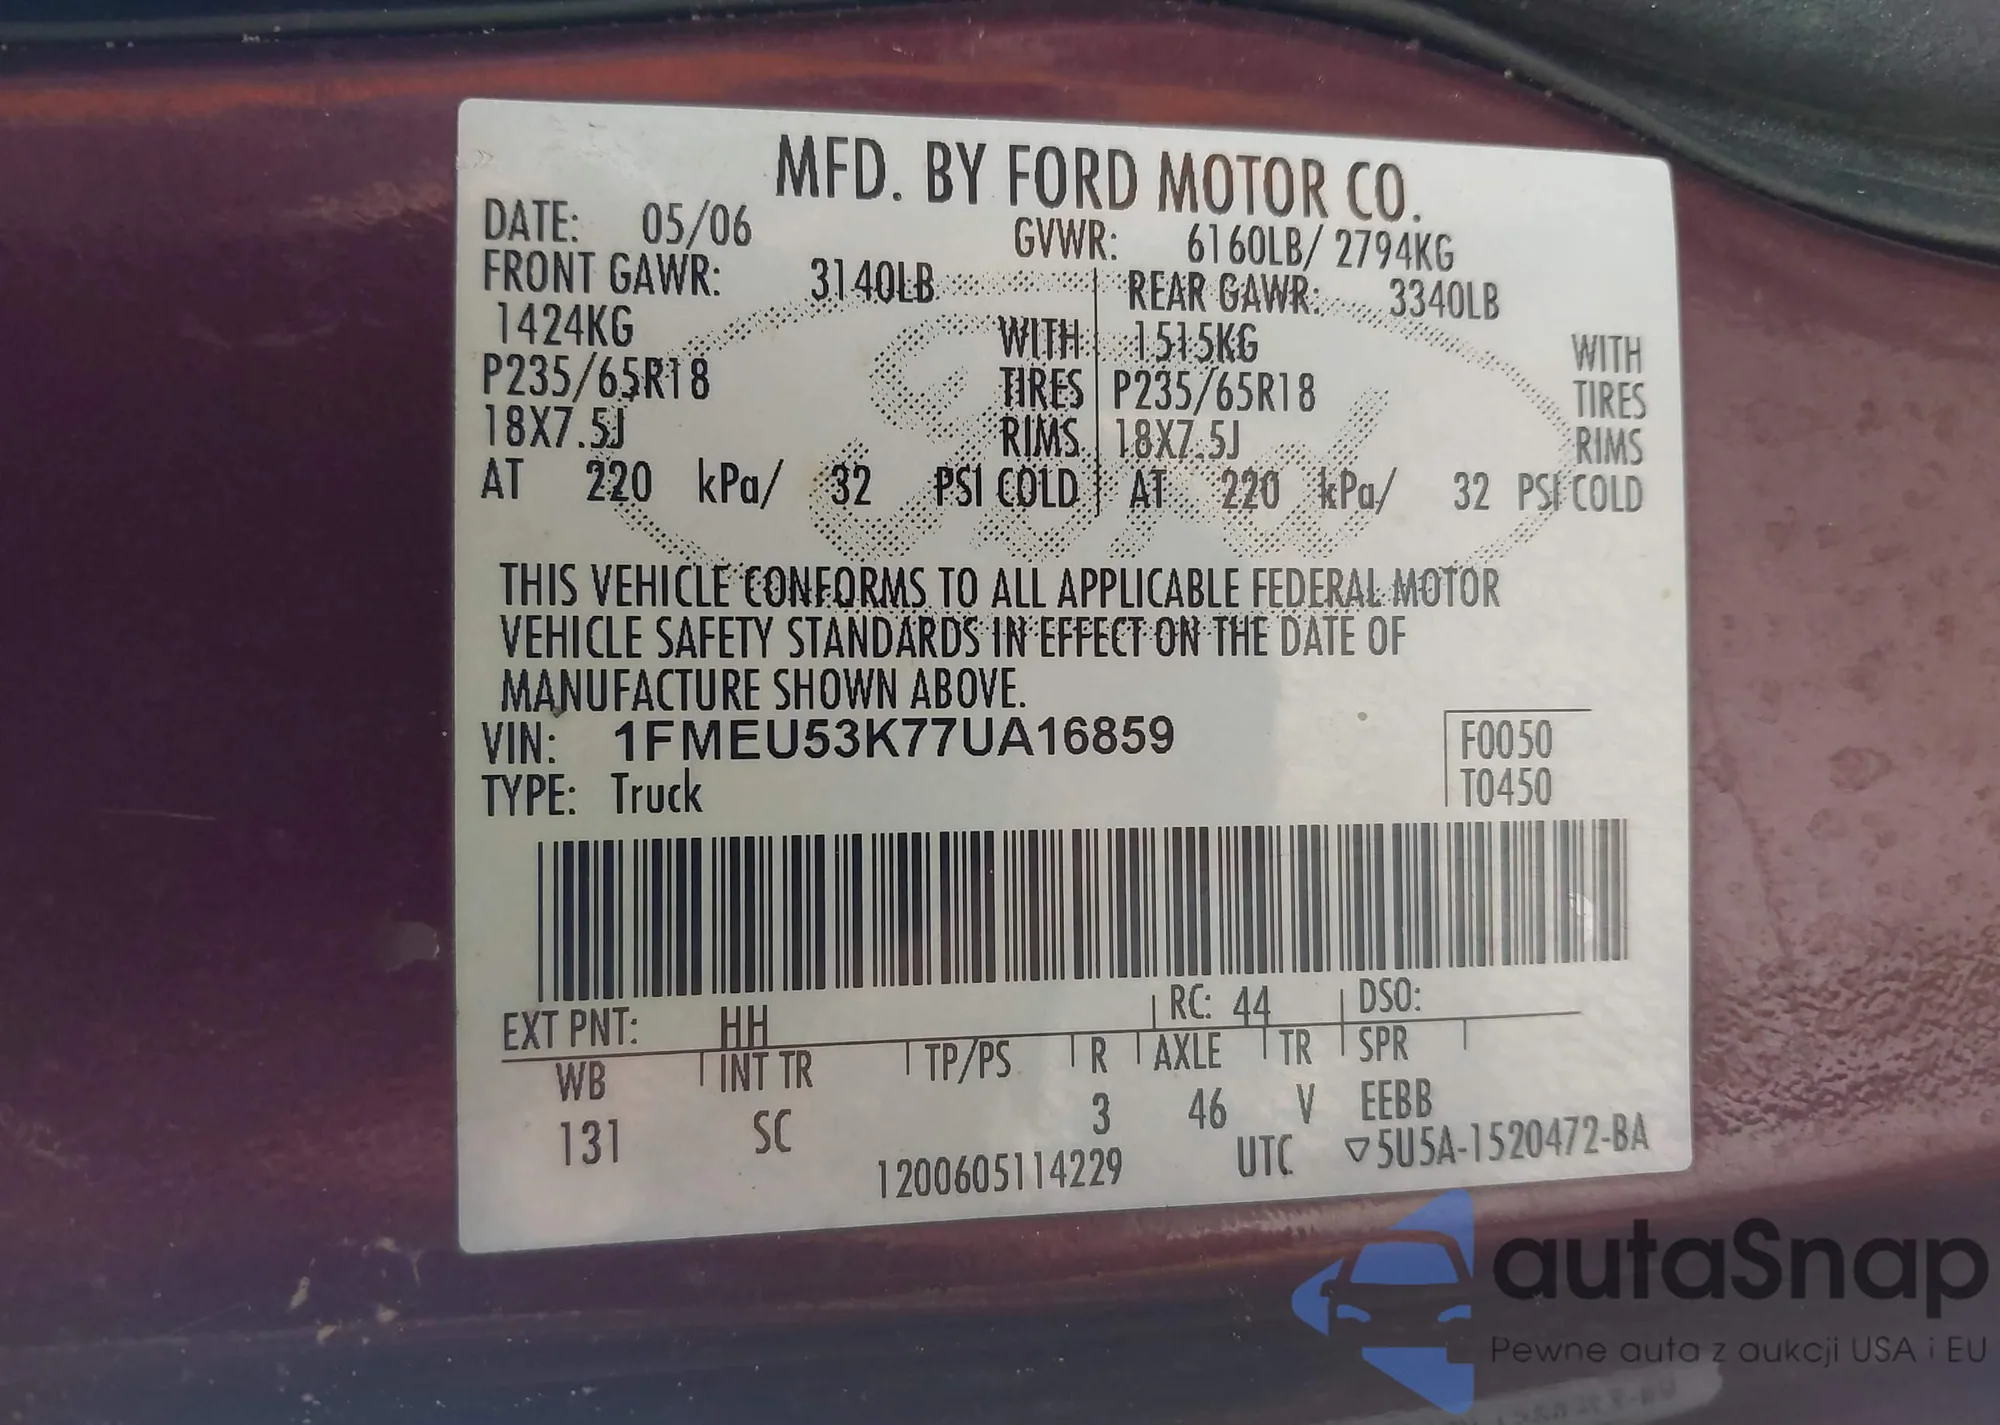 MFD. BY FORD MOTOR CO.
DATE: 05/06 GVWR: 6160LB/ 2794KG
FRONT GAWR: 3140LB REAR GAWR: 3340LB
1424KG WITH 1515KG WITH
P235/65R18 TIRES P235/65R18 TIRES
18X7.5J RIMS 18X7.5J RIMS
AT 220 kPa/ 32 PSI COLD AT 220 kPa/ 32 PSI COLD
Ford
THIS VEHICLE CONFORMS TO ALL APPLICABLE FEDERAL MOTOR
VEHICLE SAFETY STANDARDS IN EFFECT ON THE DATE OF
MANUFACTURE SHOWN ABOVE.
VIN: 1FMEU53K77UA16859 F0050
TYPE: Truck T0450
EXT PNT: HH RC: 44 DSO:
WB INT TR TP/PS R AXLE TR SPR
131 SC 3 46 V EEBB
1200605114229 UTC ▽5U5A-1520472-BA
autaSnap
Pewne auta z aukcji USA i EU